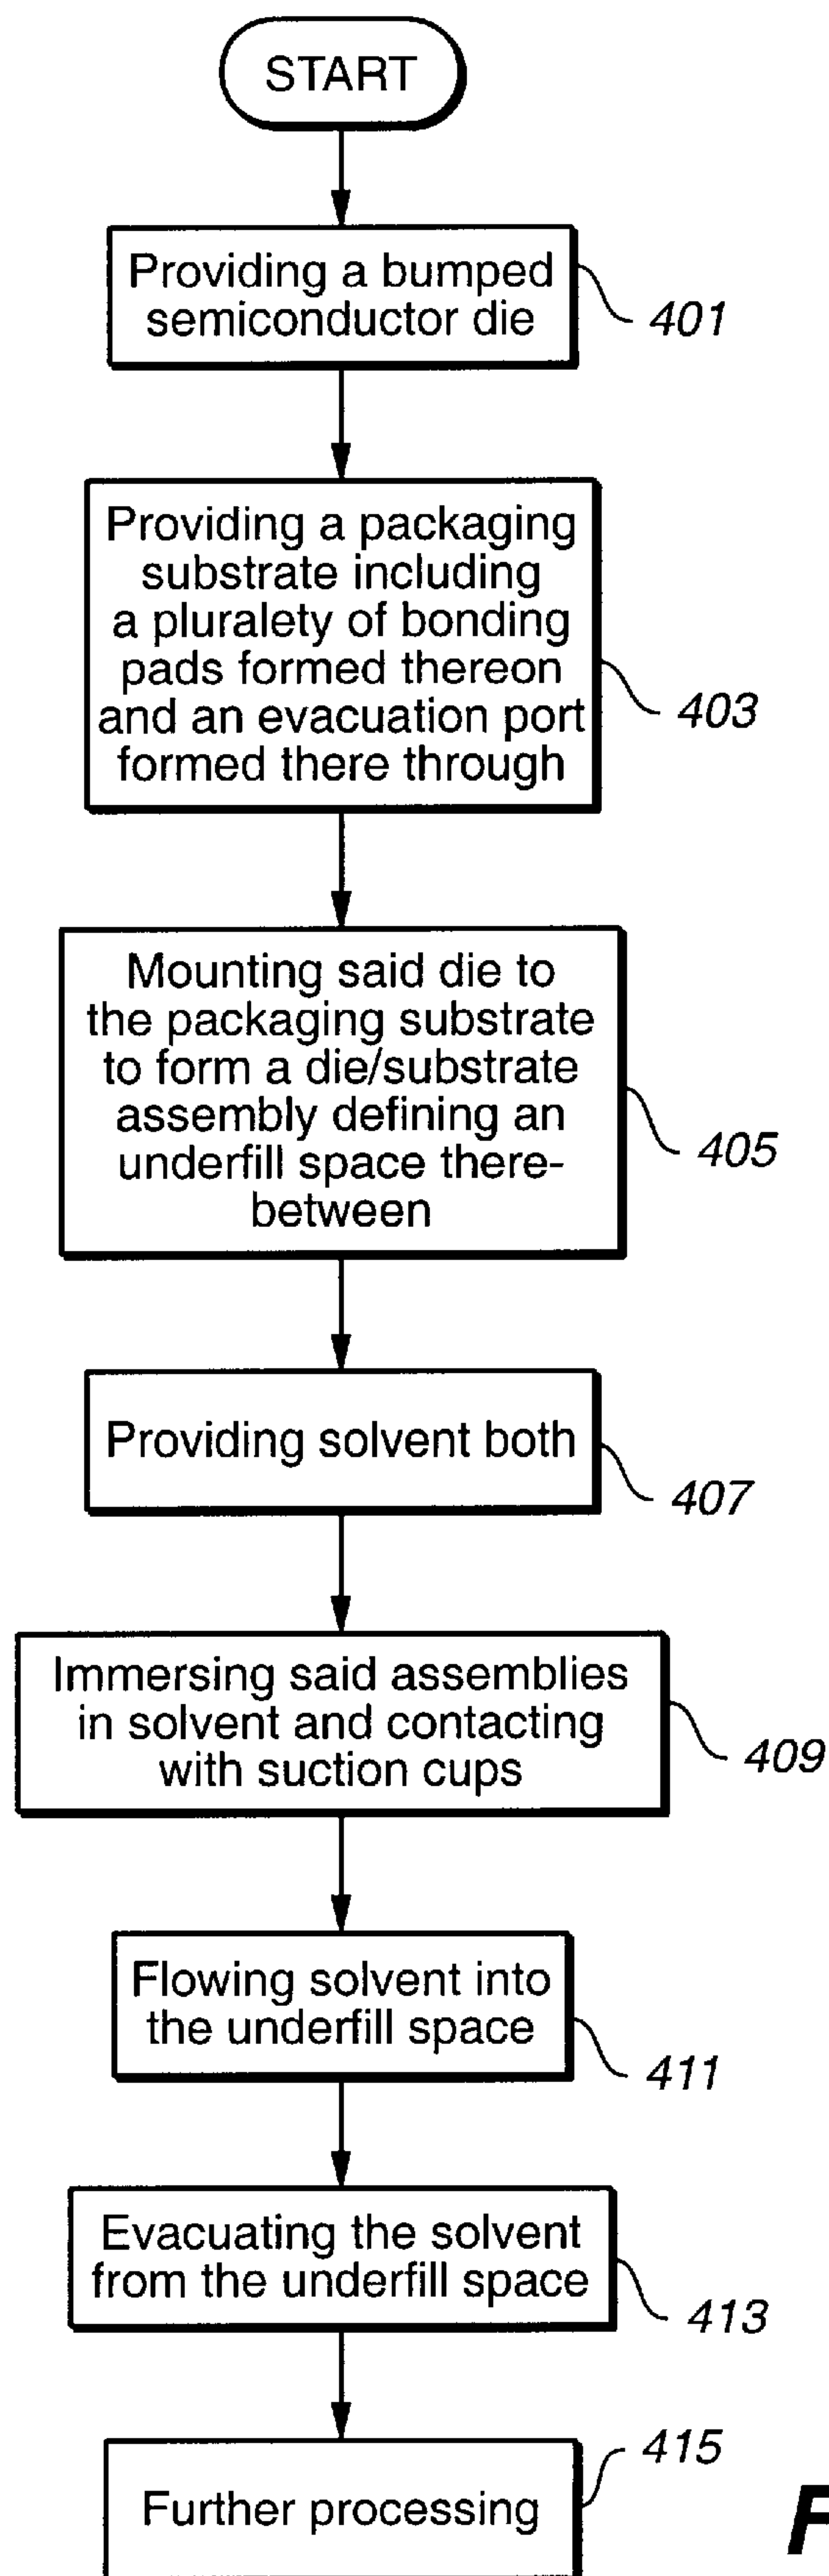 START
Providing a bumped
semiconductor die
401
Providing a packaging
substrate including
a pluralety of bonding
pads formed thereon
and an evacuation port
formed there through
403
Mounting said die to
the packaging substrate
to form a die/substrate
assembly defining an
underfill space there-
between
405
Providing solvent both
407
Immersing said assemblies
in solvent and contacting
with suction cups
409
Flowing solvent into
the underfill space
411
Evacuating the solvent
from the underfill space
413
415
Further processing